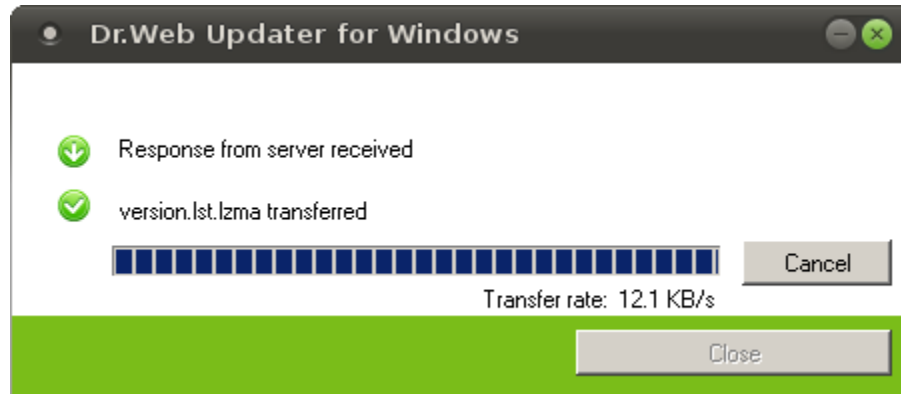 Dr.Web Updater for Windows
Response from server received
version.lst.lzma transferred
Cancel
Transfer rate: 12.1 KB/s
Close